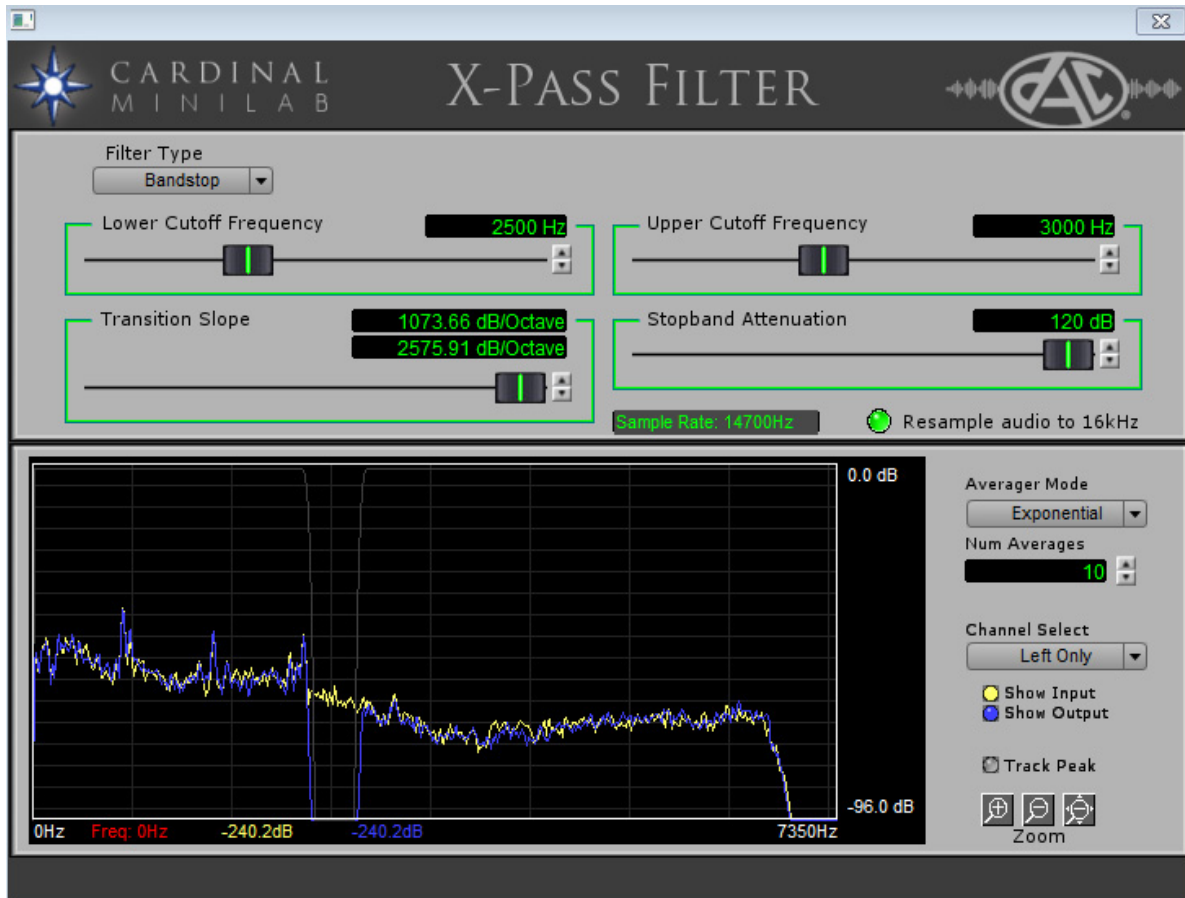 CARDINAL
MINILAB
X-PASS FILTER
DAC
®
Filter Type
Bandstop
Lower Cutoff Frequency
2500 Hz
Upper Cutoff Frequency
3000 Hz
Transition Slope
1073.66 dB/Octave
2575.91 dB/Octave
Stopband Attenuation
120 dB
Sample Rate: 14700Hz
Resample audio to 16kHz
0.0 dB
-96.0 dB
0Hz
Freq: 0Hz
-240.2dB
-240.2dB
7350Hz
Averager Mode
Exponential
Num Averages
10
Channel Select
Left Only
Show Input
Show Output
Track Peak
Zoom